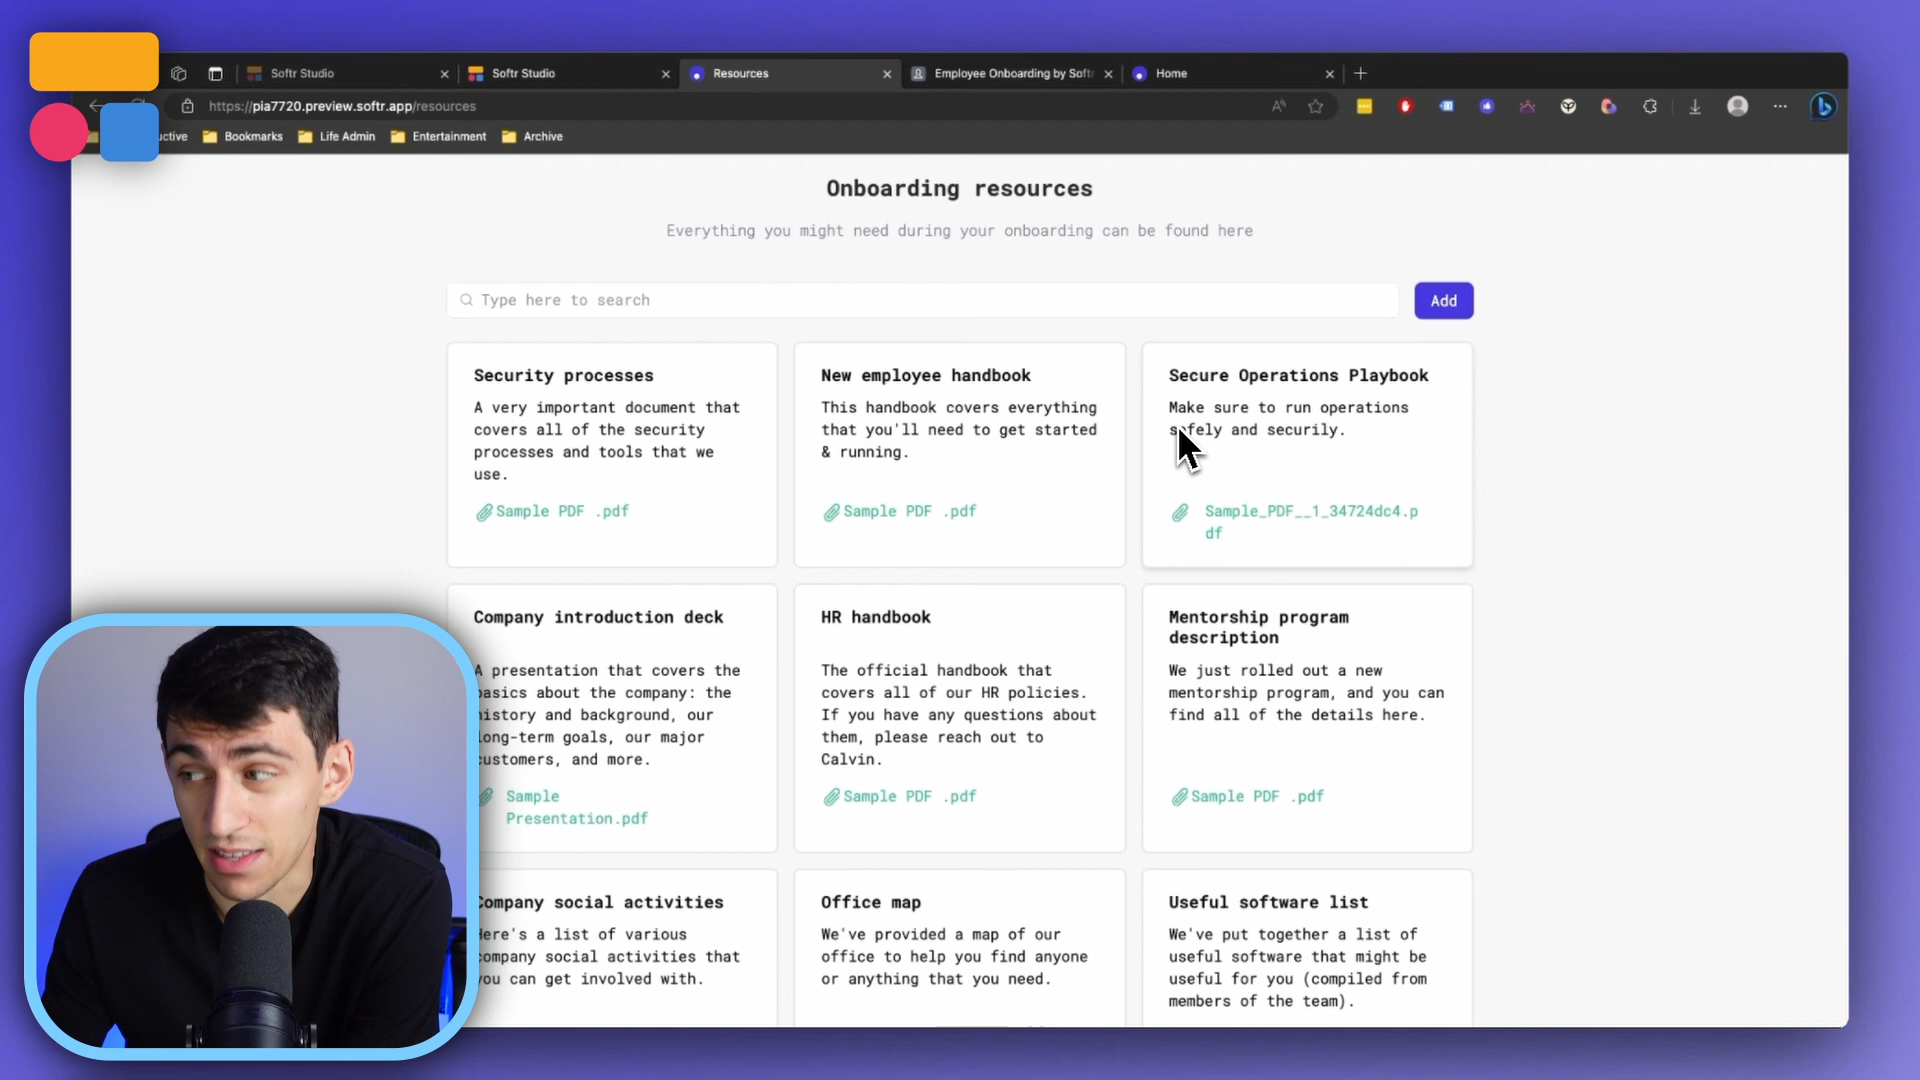 Softr Studio
Softr Studio
Resources
Employee Onboarding by Softr
Home
https://pia7720.preview.softr.app/resources
Bookmarks
Life Admin
Entertainment
Archive
Onboarding resources
Everything you might need during your onboarding can be found here
Type here to search
Add
Security processes
A very important document that
covers all of the security
processes and tools that we
use.
Sample PDF .pdf
New employee handbook
This handbook covers everything
that you'll need to get started
& running.
Sample PDF .pdf
Secure Operations Playbook
Make sure to run operations
safely and securily.
Sample_PDF__1_34724dc4.p
df
Company introduction deck
A presentation that covers the
basics about the company: the
history and background, our
long-term goals, our major
customers, and more.
Sample
Presentation.pdf
HR handbook
The official handbook that
covers all of our HR policies.
If you have any questions about
them, please reach out to
Calvin.
Sample PDF .pdf
Mentorship program
description
We just rolled out a new
mentorship program, and you can
find all of the details here.
Sample PDF .pdf
Company social activities
Here's a list of various
company social activities that
you can get involved with.
Office map
We've provided a map of our
office to help you find anyone
or anything that you need.
Useful software list
We've put together a list of
useful software that might be
useful for you (compiled from
members of the team).